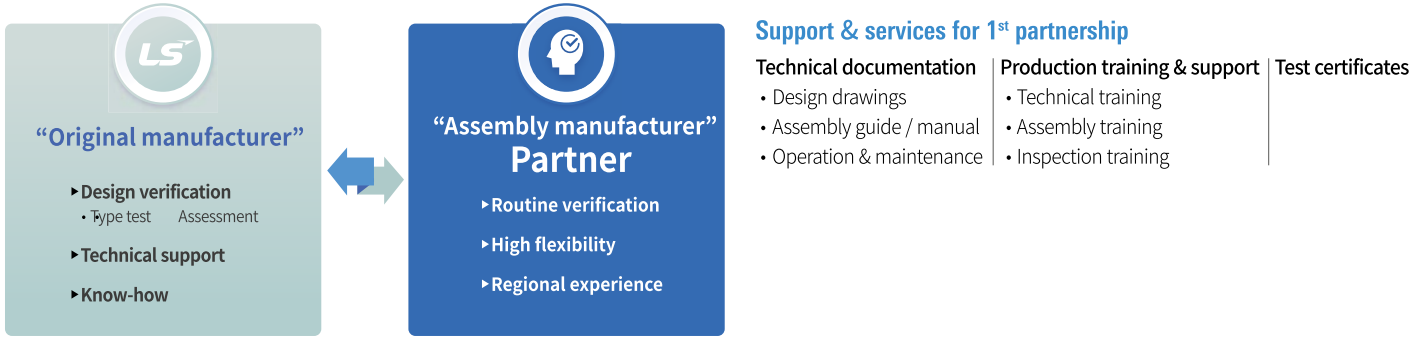 LS
“Original manufacturer”
▸Design verification
• Type test • Assessment
▸Technical support
▸Know-how
“Assembly manufacturer”
Partner
▸Routine verification
▸High flexibility
▸Regional experience
Support & services for 1st partnership
Technical documentation
• Design drawings
• Assembly guide / manual
• Operation & maintenance
Production training & support
• Technical training
• Assembly training
• Inspection training
Test certificates